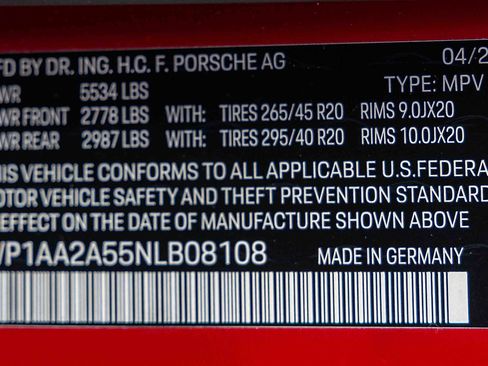 FD BY DR. ING. H.C. F. PORSCHE AG 04/2
WR 5534 LBS TYPE: MPV
WR FRONT 2778 LBS WITH: TIRES 265/45 R20 RIMS 9.0JX20
WR REAR 2987 LBS WITH: TIRES 295/40 R20 RIMS 10.0JX20
HIS VEHICLE CONFORMS TO ALL APPLICABLE U.S.FEDERA
OTOR VEHICLE SAFETY AND THEFT PREVENTION STANDARD
EFFECT ON THE DATE OF MANUFACTURE SHOWN ABOVE
VP1AA2A55NLB08108 MADE IN GERMANY